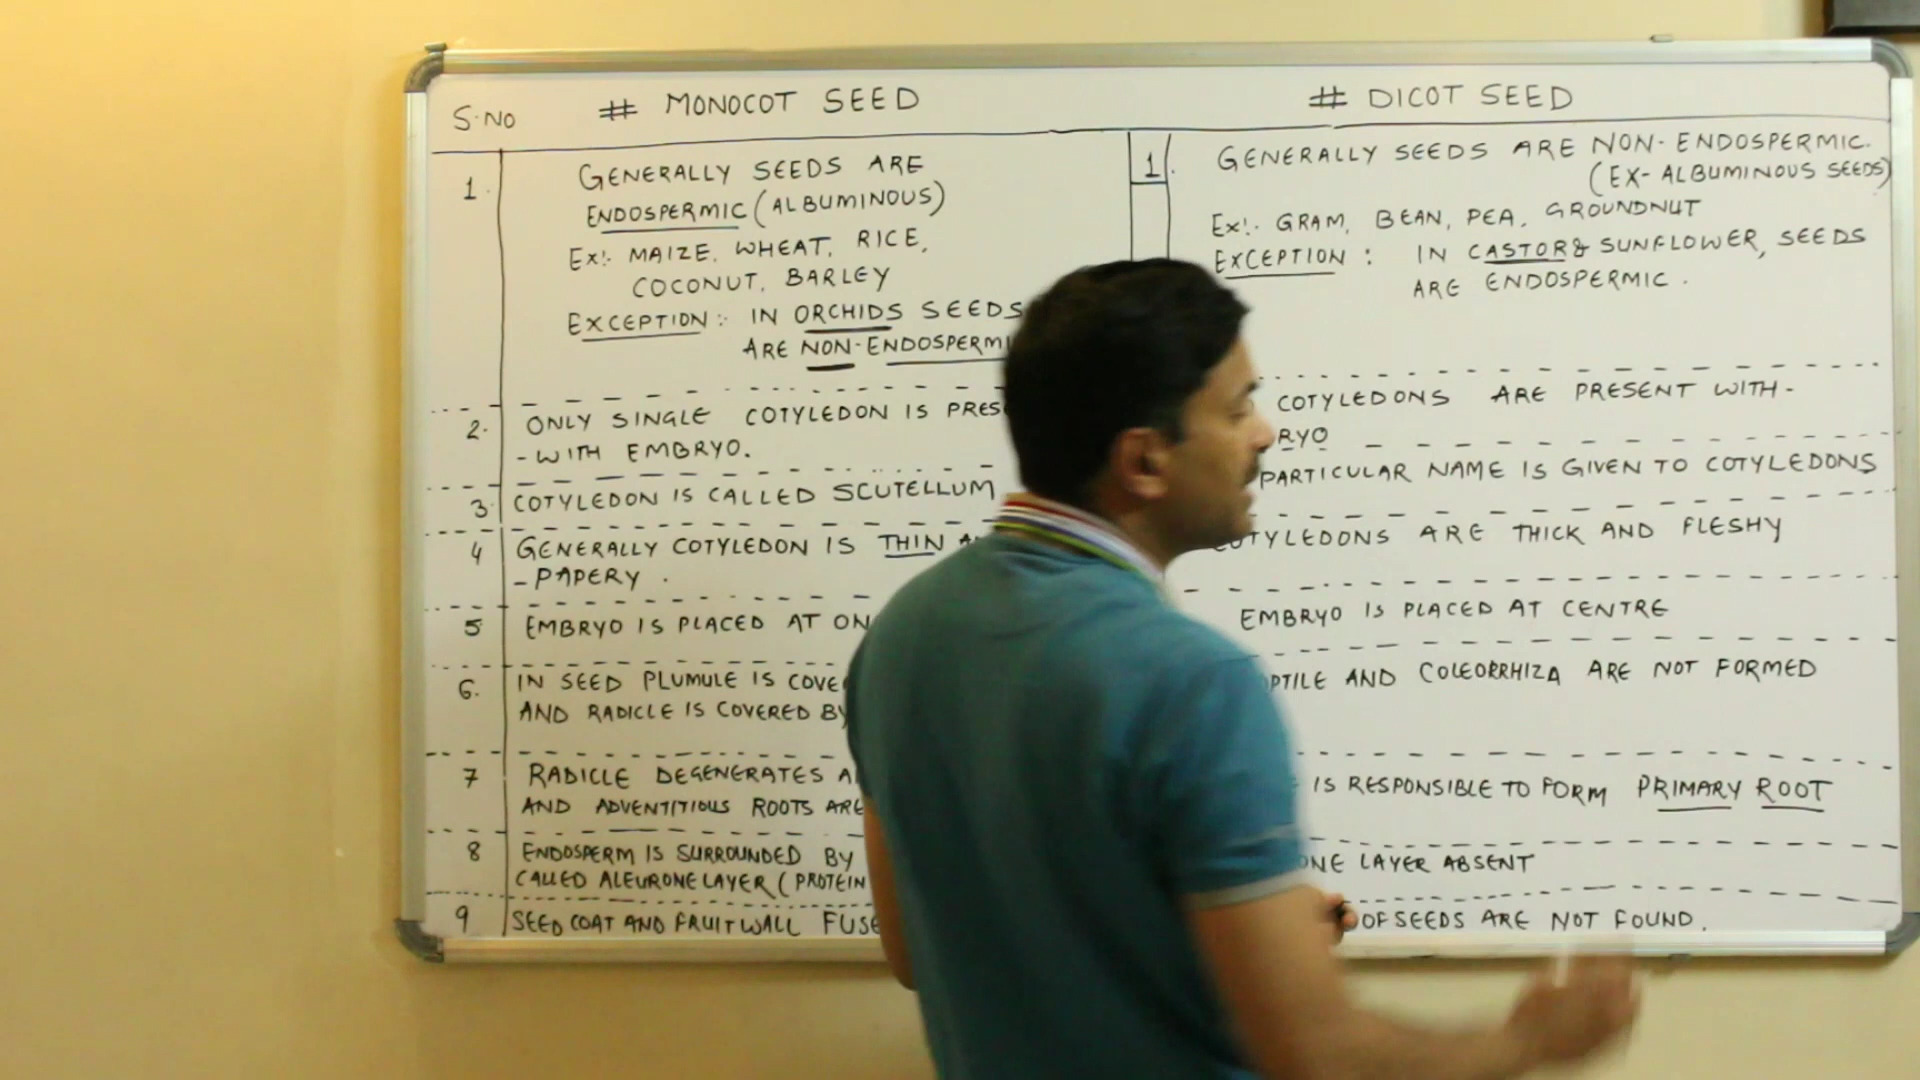 S.NO # MONOCOT SEED # DICOT SEED
1. GENERALLY SEEDS ARE
ENDOSPERMIC (ALBUMINOUS)
Ex:- MAIZE, WHEAT, RICE,
COCONUT, BARLEY
EXCEPTION :- IN ORCHIDS SEEDS
ARE NON-ENDOSPERMI
2. ONLY SINGLE COTYLEDON IS PRES
- WITH EMBRYO.
3. COTYLEDON IS CALLED SCUTELLUM
4 GENERALLY COTYLEDON IS THIN
- PAPERY .
5 EMBRYO IS PLACED AT ON
6. IN SEED PLUMULE IS COVE
AND RADICLE IS COVERED BY
7 RADICLE DEGENERATES
AND ADVENTITIOUS ROOTS ARE
8 ENDOSPERM IS SURROUNDED BY
CALLED ALEURONE LAYER (PROTEIN
9 SEED COAT AND FRUIT WALL FUSE
1. GENERALLY SEEDS ARE NON-ENDOSPERMIC.
(EX-ALBUMINOUS SEEDS)
Ex:- GRAM, BEAN, PEA, GROUNDNUT
EXCEPTION : IN CASTOR & SUNFLOWER, SEEDS
ARE ENDOSPERMIC .
COTYLEDONS ARE PRESENT WITH-
RYO
PARTICULAR NAME IS GIVEN TO COTYLEDONS
OTYLEDONS ARE THICK AND FLESHY
EMBRYO IS PLACED AT CENTRE
PTILE AND COLEORRHIZA ARE NOT FORMED
IS RESPONSIBLE TO FORM PRIMARY ROOT
ONE LAYER ABSENT
OF SEEDS ARE NOT FOUND.